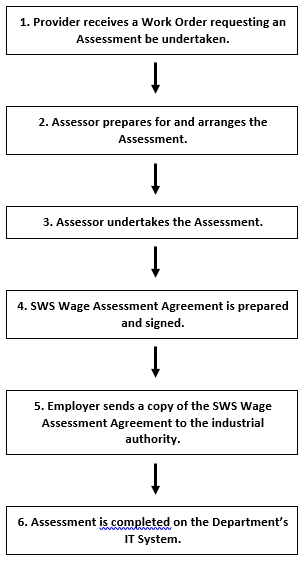 1. Provider receives a Work Order requesting an
Assessment be undertaken.
2. Assessor prepares for and arranges the
Assessment.
3. Assessor undertakes the Assessment.
4. SWS Wage Assessment Agreement is prepared
and signed.
5. Employer sends a copy of the SWS Wage
Assessment Agreement to the industrial
authority.
6. Assessment is completed on the Department's
IT System.